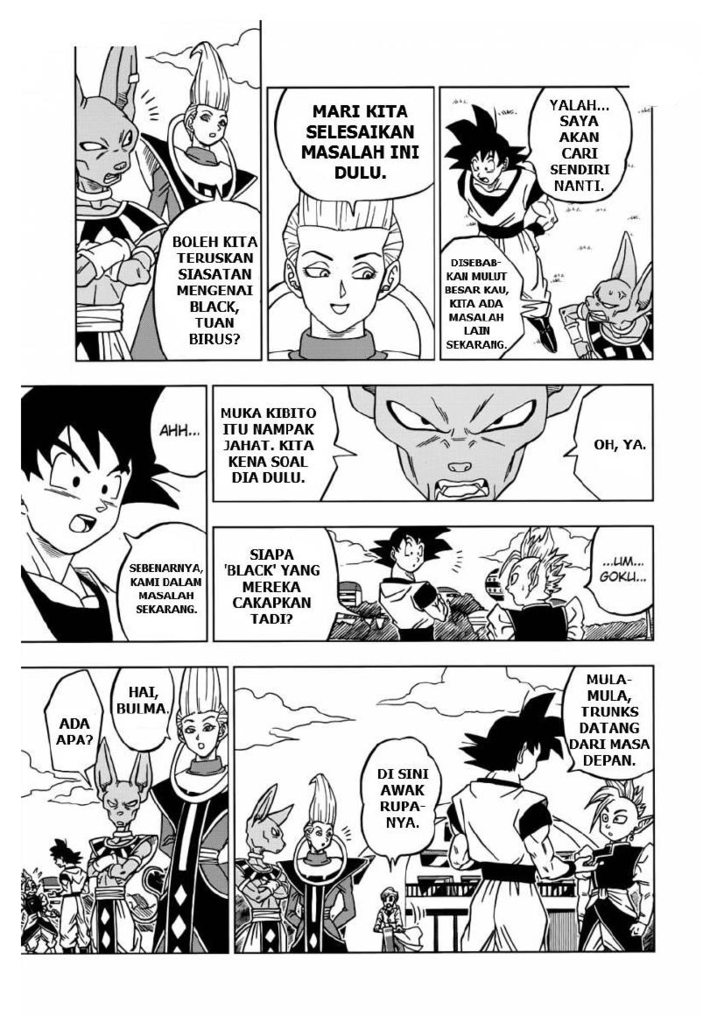 YALAH...
SAYA
AKAN
CARI
SENDIRI
NANTI.
DISEBAB-
KAN MULUT
BESAR KAU,
KITA ADA
MASALAH
LAIN
SEKARANG.
MARI KITA
SELESAIKAN
MASALAH INI
DULU.
BOLEH KITA
TERUSKAN
SIASATAN
MENGENAI
BLACK,
TUAN
BIRUS?
OH, YA.
MUKA KIBITO
ITU NAMPAK
JAHAT. KITA
KENA SOAL
DIA DULU.
...UM...
GOKU...
SIAPA
'BLACK' YANG
MEREKA
CAKAPKAN
TADI?
AHH...
SEBENARNYA,
KAMI DALAM
MASALAH
SEKARANG.
MULA-
MULA,
TRUNKS
DATANG
DARI MASA
DEPAN.
DI SINI
AWAK
RUPA-
NYA.
HAI,
BULMA.
ADA
APA?